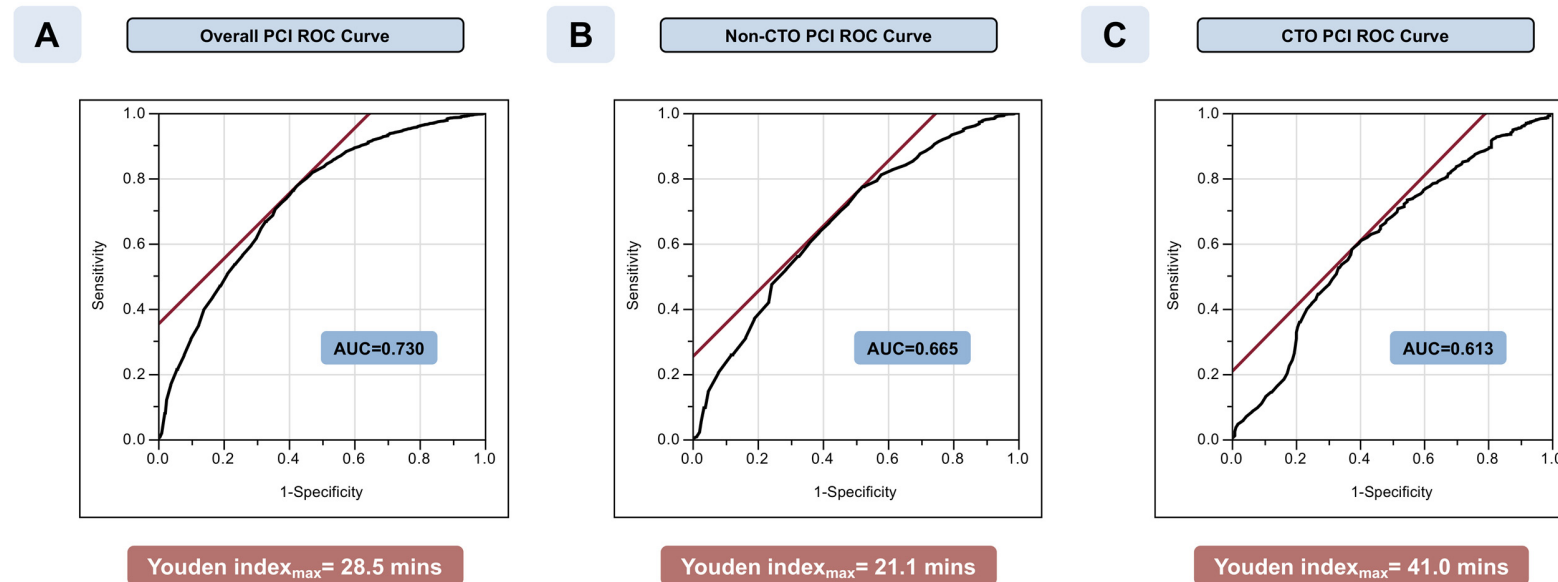 A
Overall PCI ROC Curve
1.0
0.8
0.6
0.4
0.2
0.0
Sensitivity
AUC=0.730
0.0 0.2 0.4 0.6 0.8 1.0
1-Specificity
Youden indexmax= 28.5 mins
B
Non-CTO PCI ROC Curve
1.0
0.8
0.6
0.4
0.2
0.0
Sensitivity
AUC=0.665
0.0 0.2 0.4 0.6 0.8 1.0
1-Specificity
Youden indexmax= 21.1 mins
C
CTO PCI ROC Curve
1.0
0.8
0.6
0.4
0.2
0.0
Sensitivity
AUC=0.613
0.0 0.2 0.4 0.6 0.8 1.0
1-Specificity
Youden indexmax= 41.0 mins